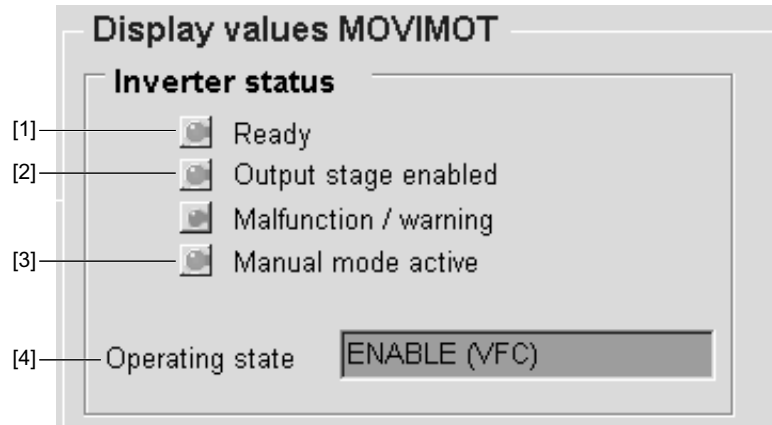 Display values MOVIMOT
Inverter status
[1] Ready
[2] Output stage enabled
Malfunction / warning
[3] Manual mode active
[4] Operating state ENABLE (VFC)